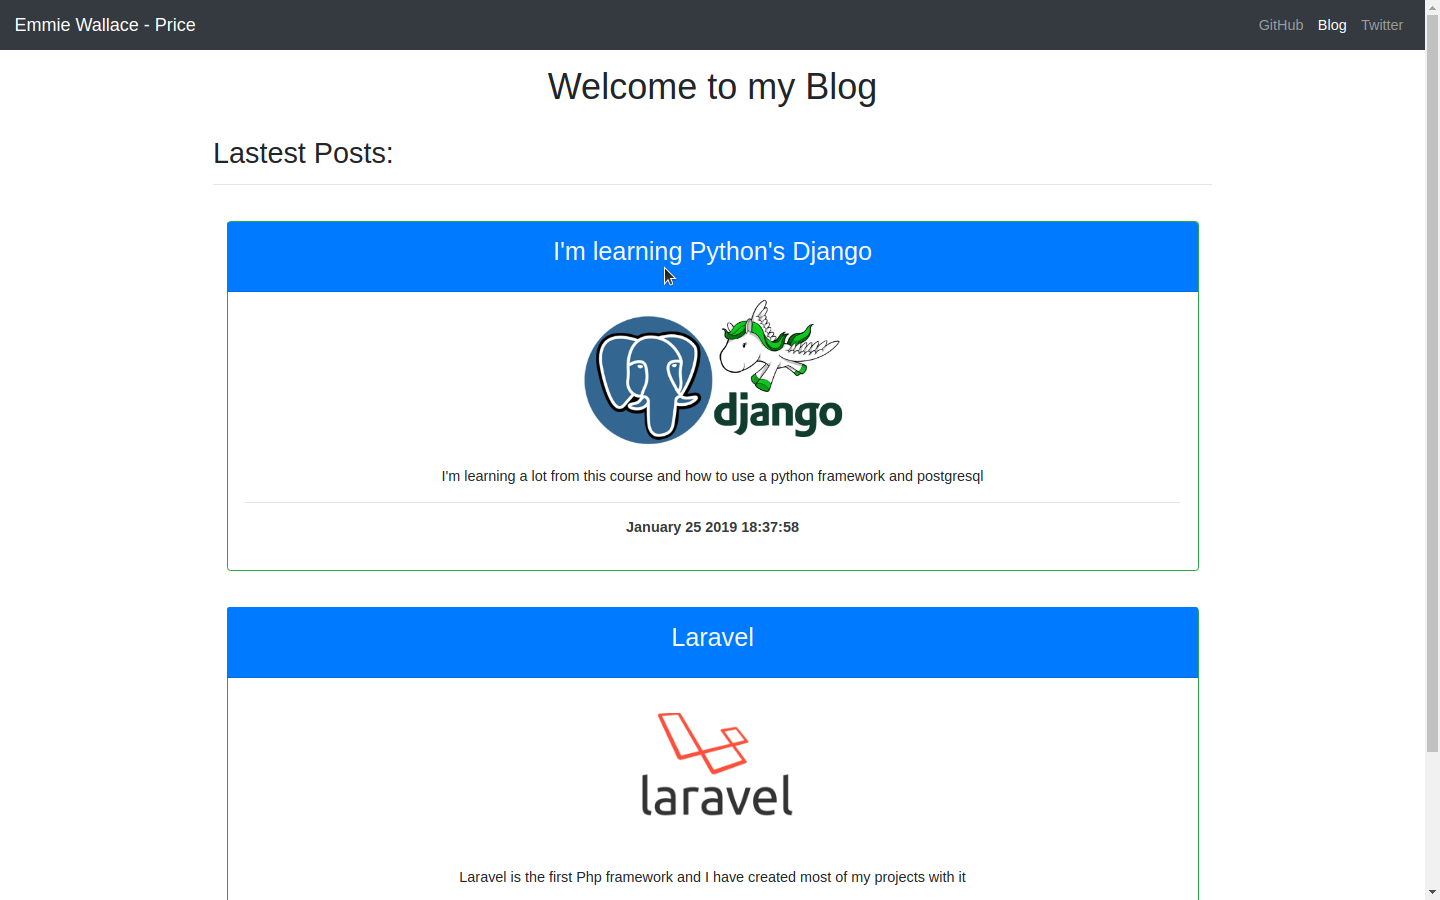 Emmie Wallace - Price
GitHub Blog Twitter
Welcome to my Blog
Lastest Posts:
I'm learning Python's Django
django
I'm learning a lot from this course and how to use a python framework and postgresql
January 25 2019 18:37:58
Laravel
laravel
Laravel is the first Php framework and I have created most of my projects with it